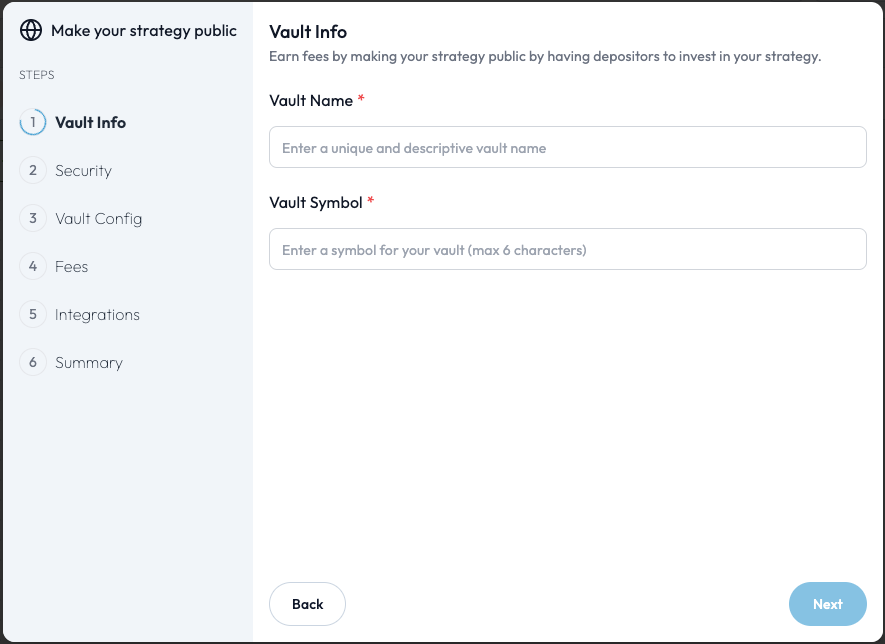 Make your strategy public
STEPS
1 Vault Info
2 Security
3 Vault Config
4 Fees
5 Integrations
6 Summary
Vault Info
Earn fees by making your strategy public by having depositors to invest in your strategy.
Vault Name *
Enter a unique and descriptive vault name
Vault Symbol *
Enter a symbol for your vault (max 6 characters)
Back
Next